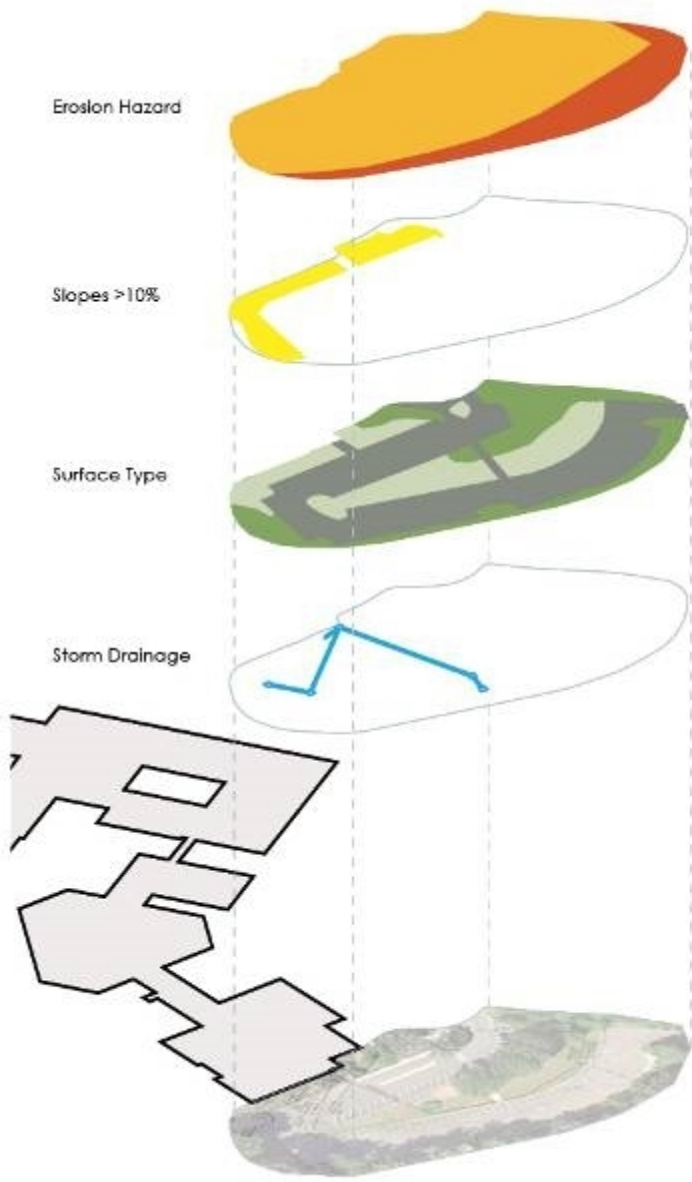 Erosion Hazard
Slopes >10%
Surface Type
Storm Drainage